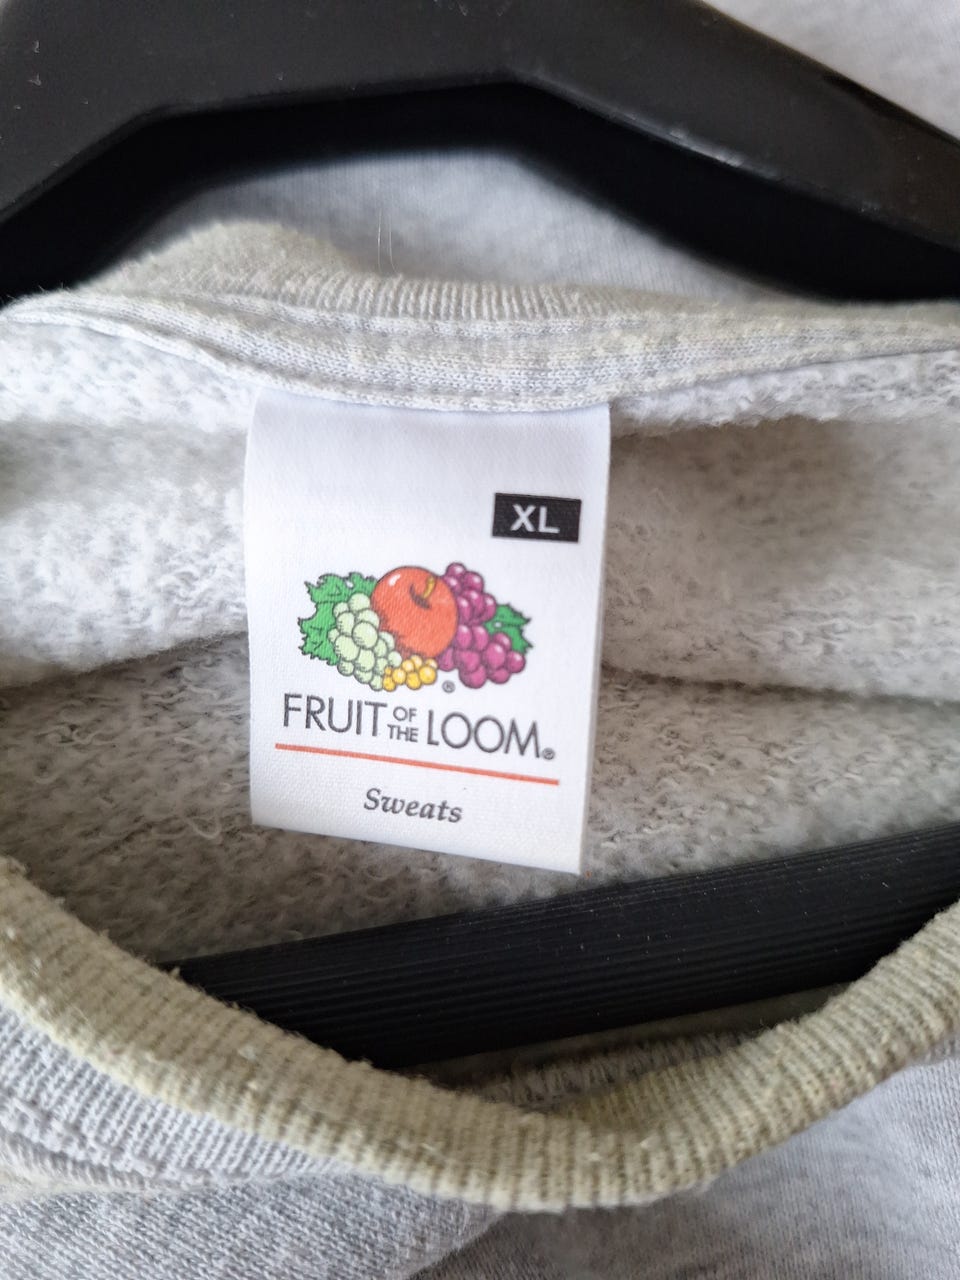 XL
®
FRUIT OF THE LOOM®
Sweats